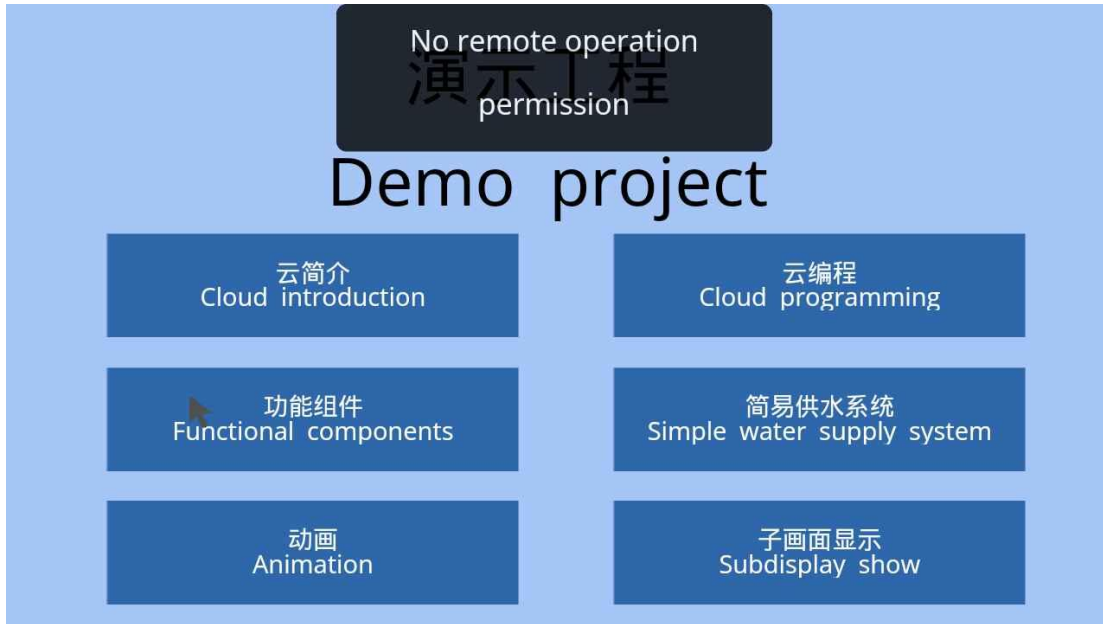 No remote operation
permission
演示工程
Demo project
云简介
Cloud introduction
云编程
Cloud programming
功能组件
Functional components
简易供水系统
Simple water supply system
动画
Animation
子画面显示
Subdisplay show